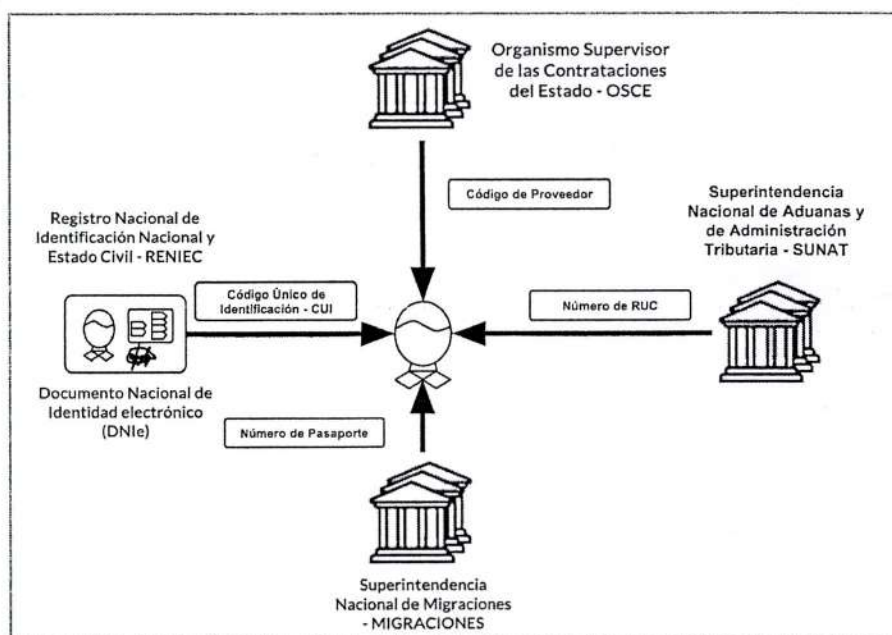 Organismo Supervisor
de las Contrataciones
del Estado - OSCE
Código de Proveedor
Superintendencia
Nacional de Aduanas y
de Administración
Tributaria - SUNAT
Registro Nacional de
Identificación Nacional y
Estado Civil - RENIEC
Código Único de
Identificación - CUI
Número de RUC
Documento Nacional de
Identidad electrónico
(DNIe)
Número de Pasaporte
Superintendencia
Nacional de Migraciones
- MIGRACIONES